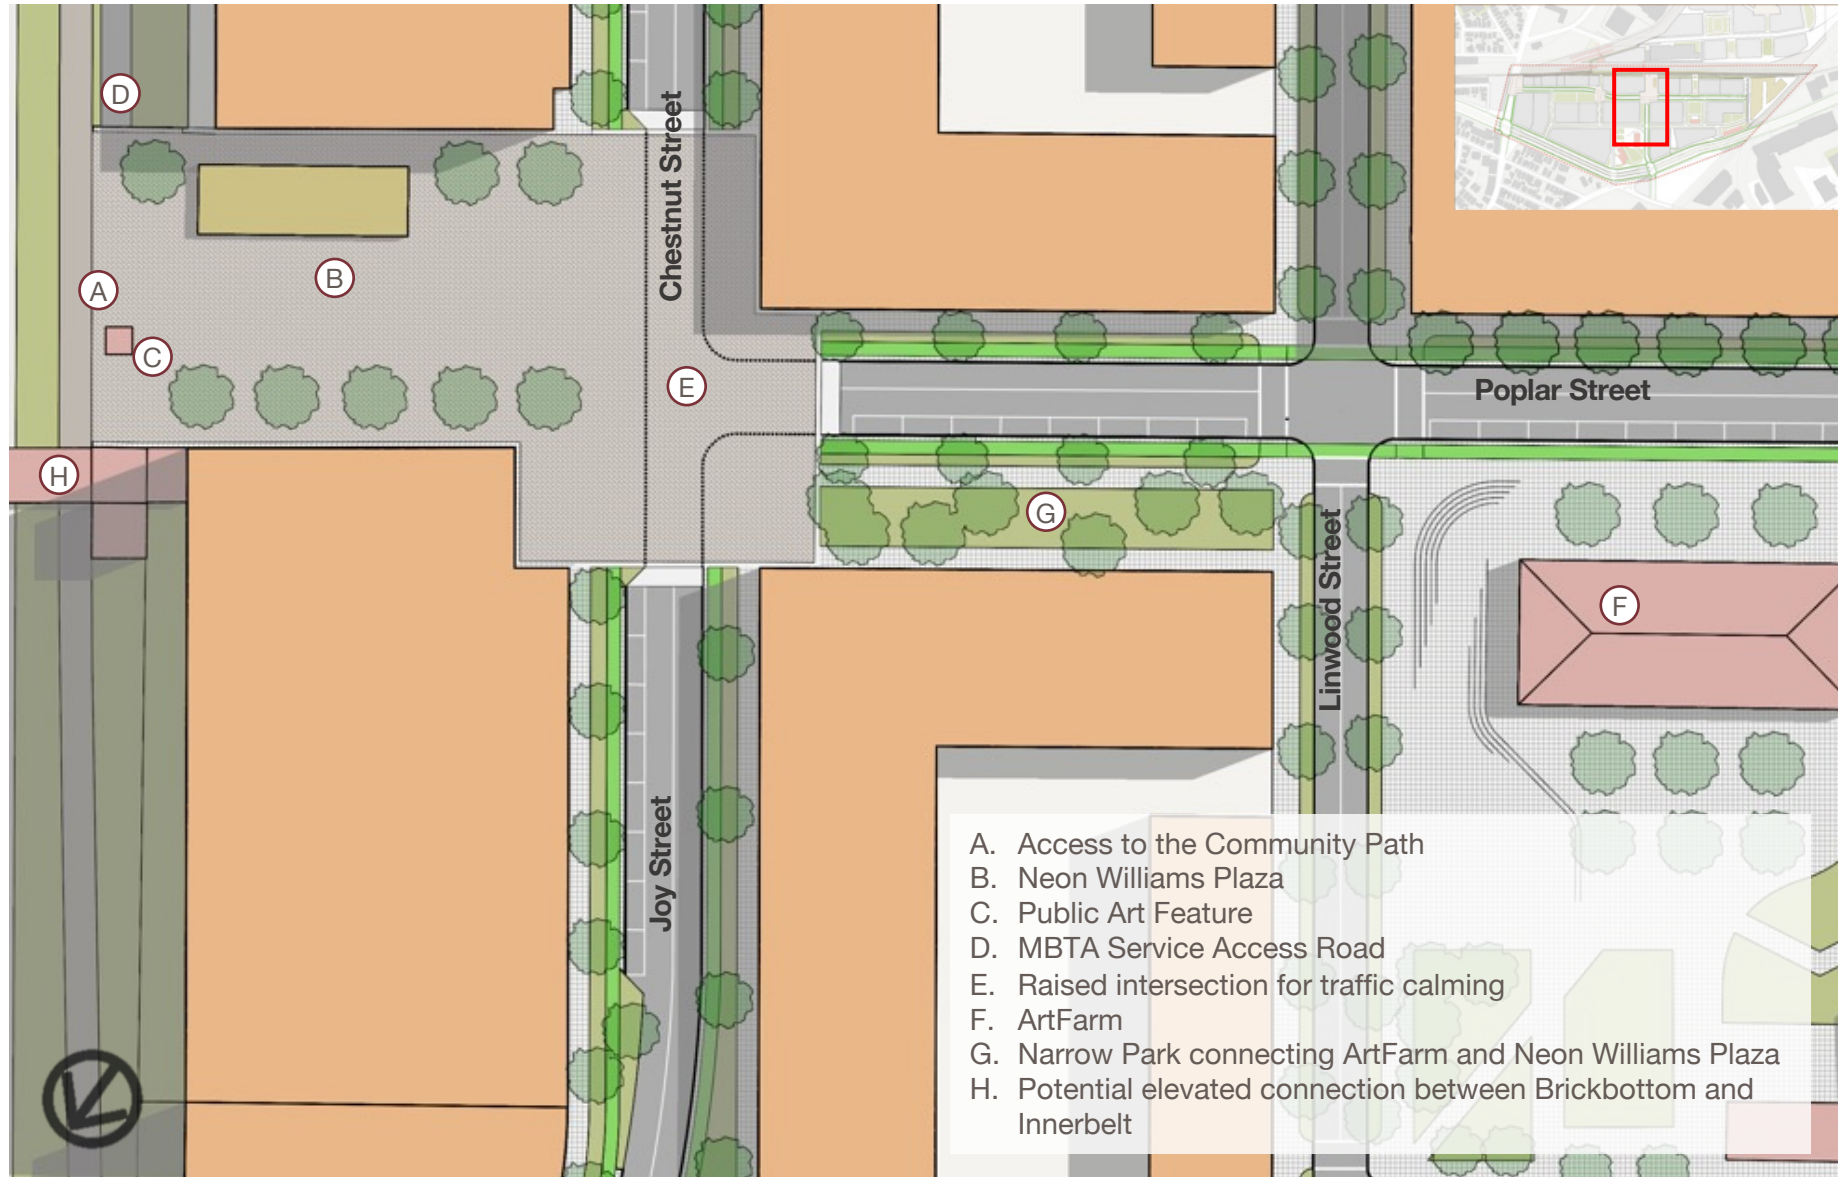 D
Chestnut Street
B
A
C
E
Poplar Street
H
G
Linwood Street
F
Joy Street
A. Access to the Community Path
B. Neon Williams Plaza
C. Public Art Feature
D. MBTA Service Access Road
E. Raised intersection for traffic calming
F. ArtFarm
G. Narrow Park connecting ArtFarm and Neon Williams Plaza
H. Potential elevated connection between Brickbottom and
Innerbelt